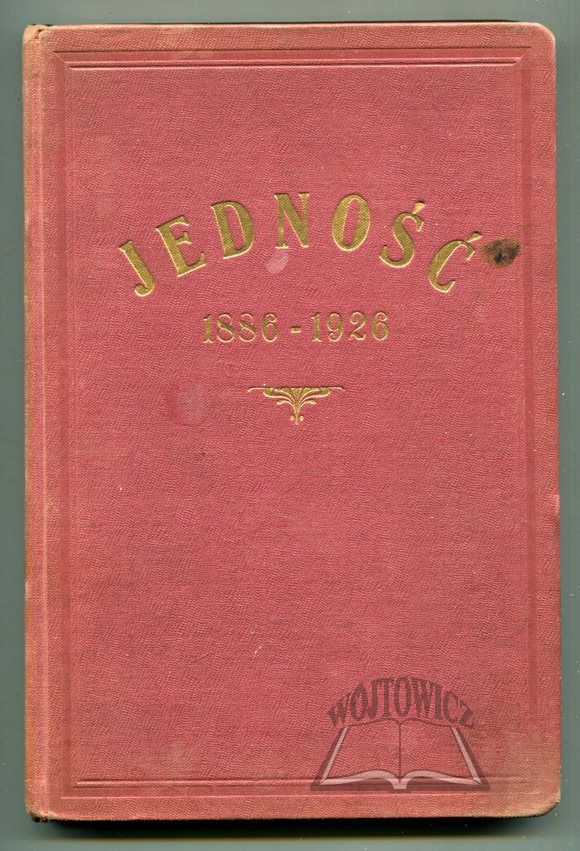 JEDNOŚĆ
1886 - 1926
WOJTOWICZ